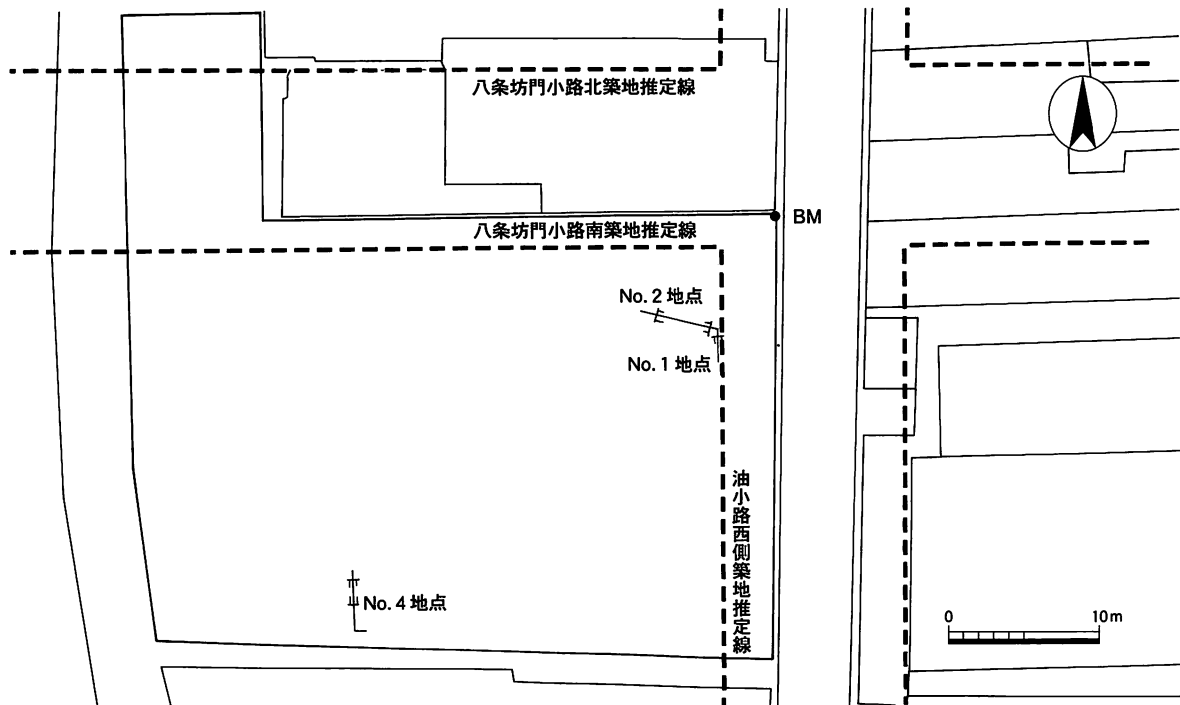 八条坊門小路北築地推定線
BM
八条坊門小路南築地推定線
No. 2 地点
No. 1 地点
油小路西側築地推定線
No. 4 地点
0 10m